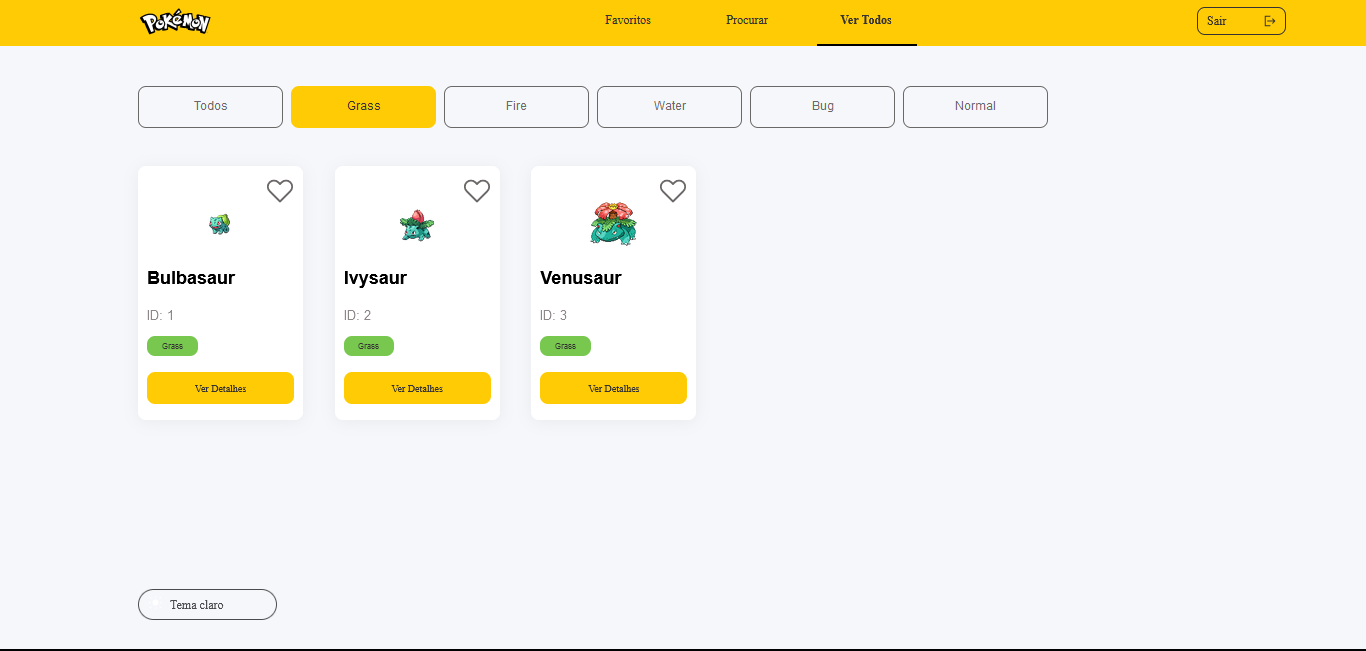 POKéMON
Favoritos
Procurar
Ver Todos
Sair
Todos
Grass
Fire
Water
Bug
Normal
Bulbasaur
ID: 1
Grass
Ver Detalhes
Ivysaur
ID: 2
Grass
Ver Detalhes
Venusaur
ID: 3
Grass
Ver Detalhes
Tema claro